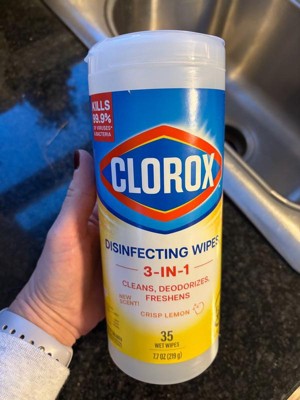 KILLS
99.9%
OF VIRUSES*
& BACTERIA
CLOROX
DISINFECTING WIPES
3-IN-1
CLEANS, DEODORIZES,
FRESHENS
NEW
SCENT!
CRISP LEMON
35
WET WIPES
7.7 OZ (219 g)